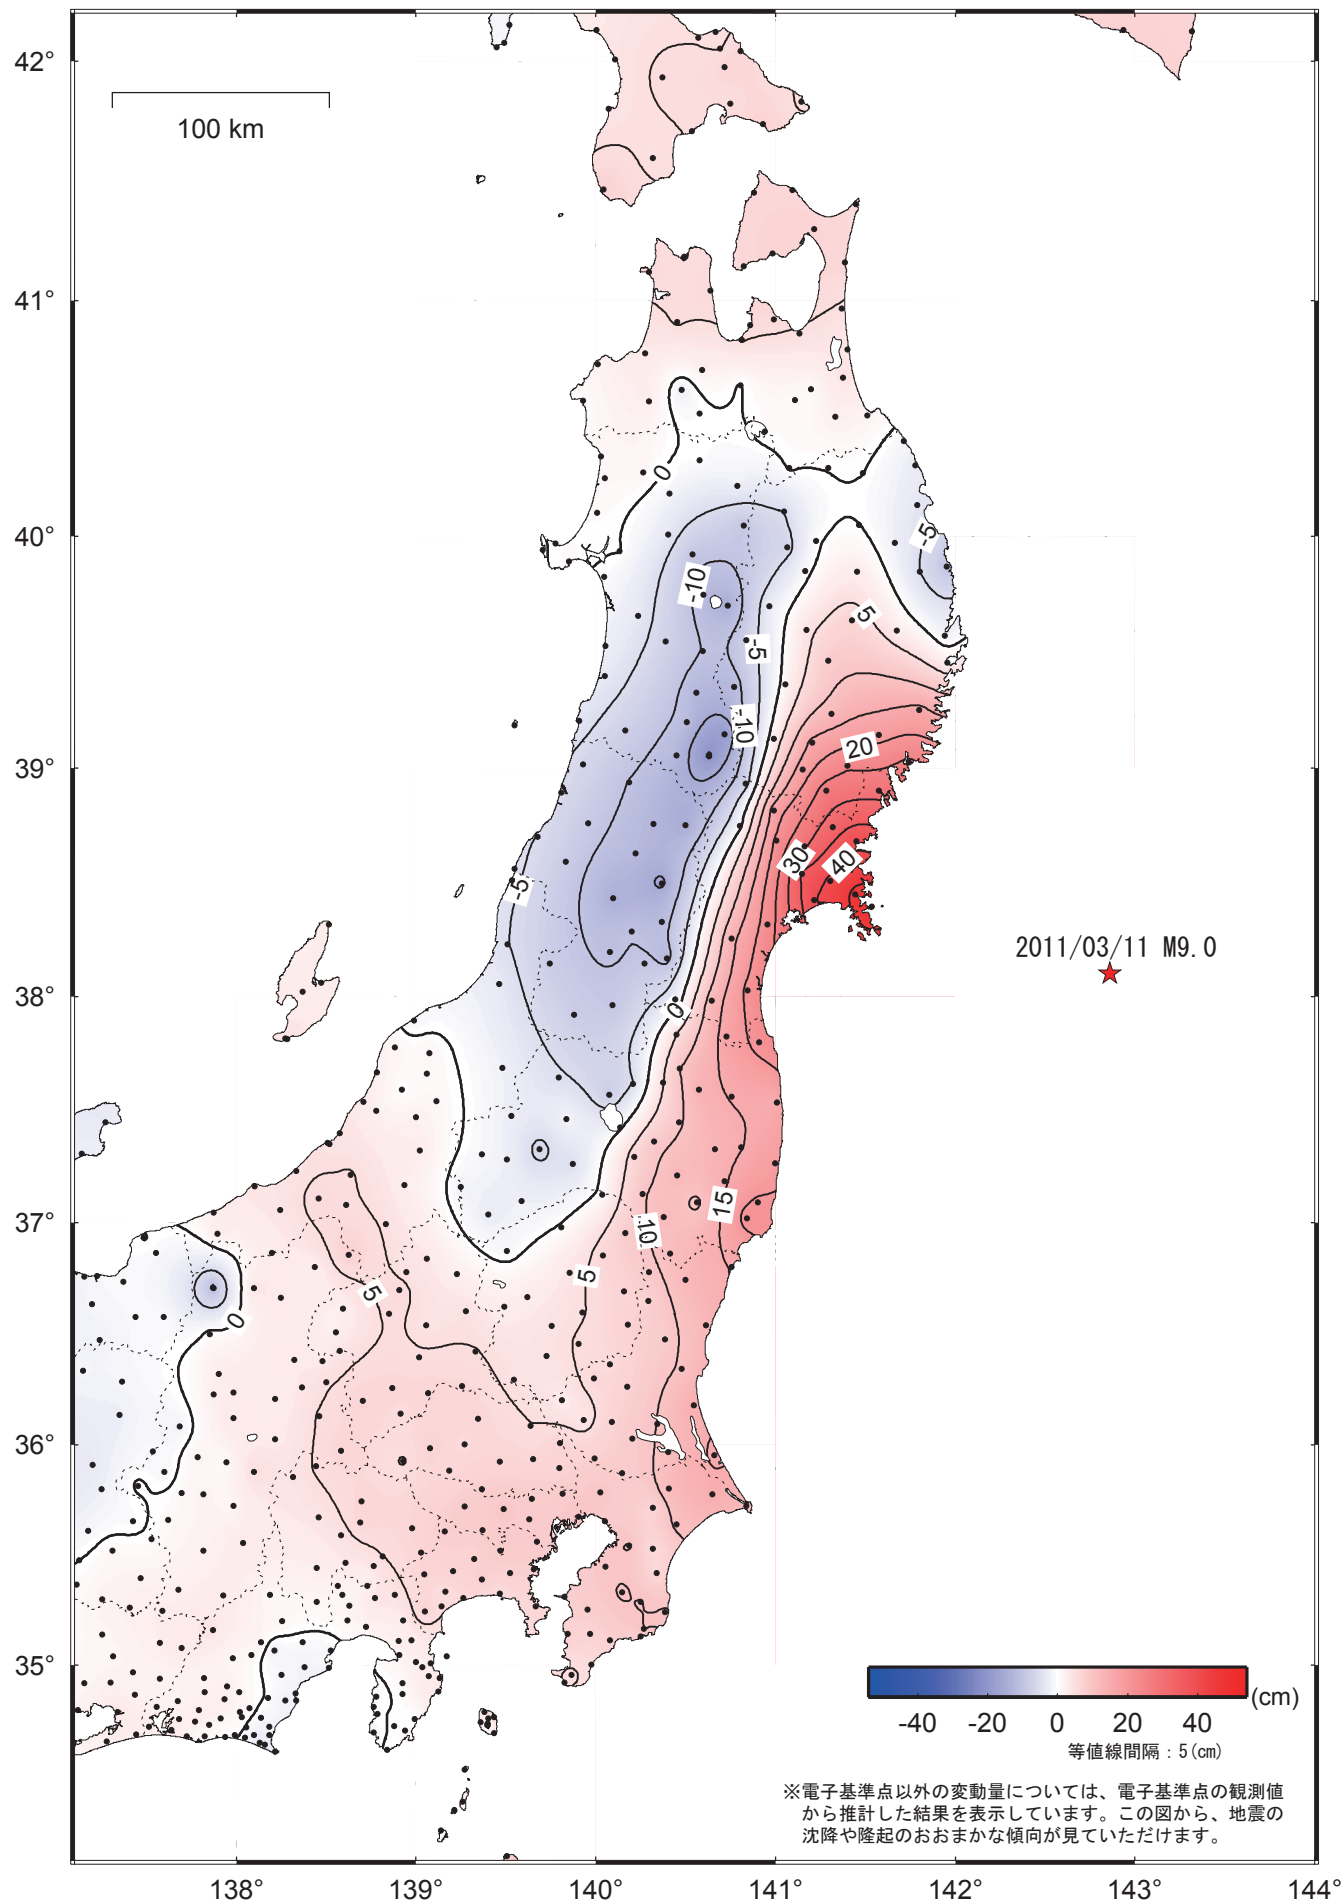 42°
100 km
41°
0
40°
-5
-10
5
-5
-10
39°
20
30
40
-5
2011/03/11 M9.0
38°
0
15
37°
10
5
5
0
36°
35°
(cm)
-40 -20 0 20 40
等値線間隔：5(cm)
※電子基準点以外の変動量については、電子基準点の観測値
から推計した結果を表示しています。この図から、地震の
沈降や隆起のおおまかな傾向が見ていただけます。
138° 139° 140° 141° 142° 143° 144°